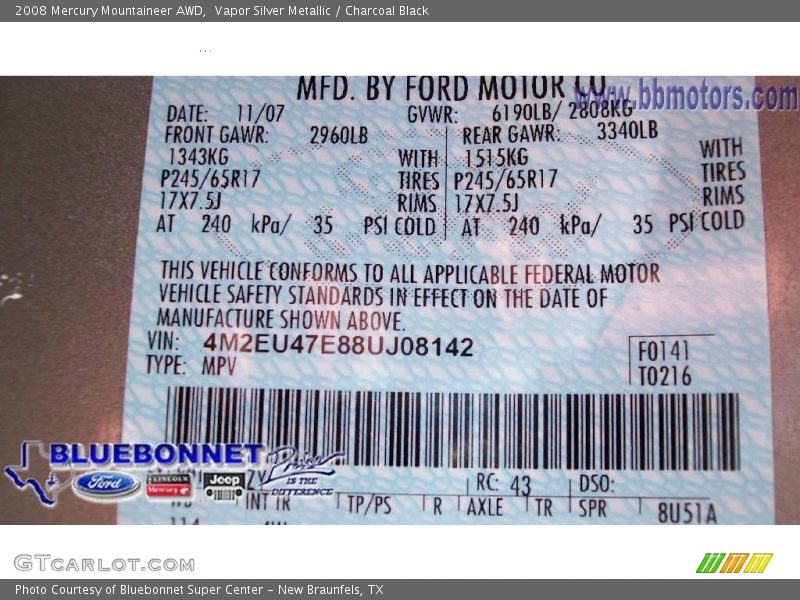 2008 Mercury Mountaineer AWD, Vapor Silver Metallic / Charcoal Black
MFD. BY FORD MOTOR CO.
www.bbmotors.com
DATE: 11/07 GVWR: 6190LB/ 2808KG
FRONT GAWR: 2960LB REAR GAWR: 3340LB
1343KG WITH 1515KG WITH
P245/65R17 TIRES P245/65R17 TIRES
17X7.5J RIMS 17X7.5J RIMS
AT 240 kPa/ 35 PSI COLD AT 240 kPa/ 35 PSI COLD
THIS VEHICLE CONFORMS TO ALL APPLICABLE FEDERAL MOTOR
VEHICLE SAFETY STANDARDS IN EFFECT ON THE DATE OF
MANUFACTURE SHOWN ABOVE.
VIN: 4M2EU47E88UJ08142 F0141
TYPE: MPV T0216
BLUEBONNET
Price
IS THE
DIFFERENCE
Ford
LINCOLN
Mercury
Jeep
RC: 43 DSO:
INT TR TP/PS R AXLE TR SPR 8U51A
GTCARLOT.COM
Photo Courtesy of Bluebonnet Super Center - New Braunfels, TX